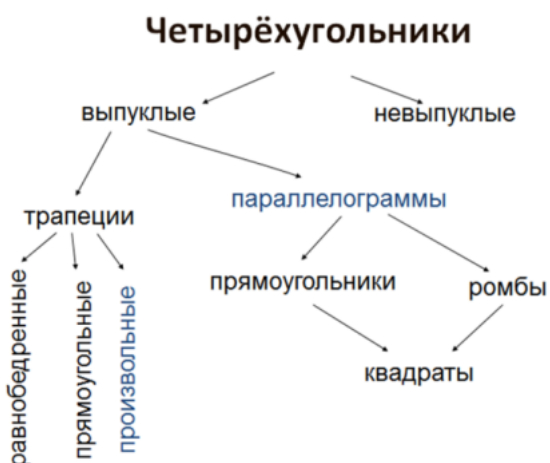 Четырёхугольники
выпуклые
невыпуклые
трапеции
параллелограммы
равнобедренные
прямоугольные
произвольные
прямоугольники
ромбы
квадраты